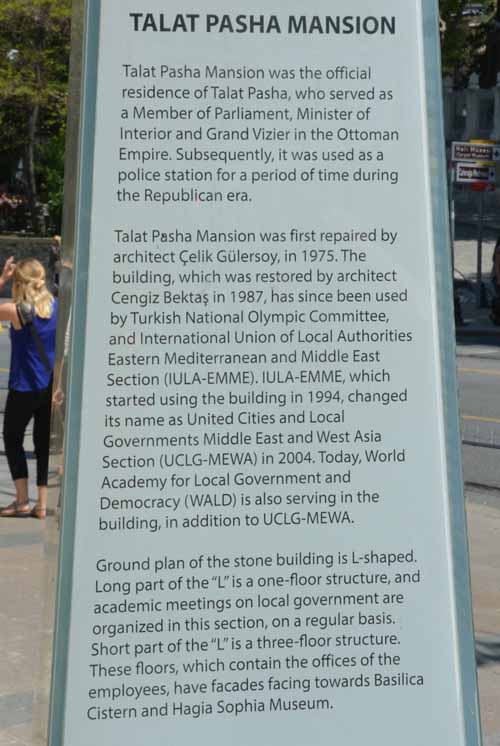 TALAT PASHA MANSION
Talat Pasha Mansion was the official
residence of Talat Pasha, who served as
a Member of Parliament, Minister of
Interior and Grand Vizier in the Ottoman
Empire. Subsequently, it was used as a
police station for a period of time during
the Republican era.
Talat Pasha Mansion was first repaired by
architect Çelik Gülersoy, in 1975. The
building, which was restored by architect
Cengiz Bektaş in 1987, has since been used
by Turkish National Olympic Committee,
and International Union of Local Authorities
Eastern Mediterranean and Middle East
Section (IULA-EMME). IULA-EMME, which
started using the building in 1994, changed
its name as United Cities and Local
Governments Middle East and West Asia
Section (UCLG-MEWA) in 2004. Today, World
Academy for Local Government and
Democracy (WALD) is also serving in the
building, in addition to UCLG-MEWA.
Ground plan of the stone building is L-shaped.
Long part of the “L” is a one-floor structure, and
academic meetings on local government are
organized in this section, on a regular basis.
Short part of the “L” is a three-floor structure.
These floors, which contain the offices of the
employees, have facades facing towards Basilica
Cistern and Hagia Sophia Museum.
Halı Müzesi
Carpet Museum